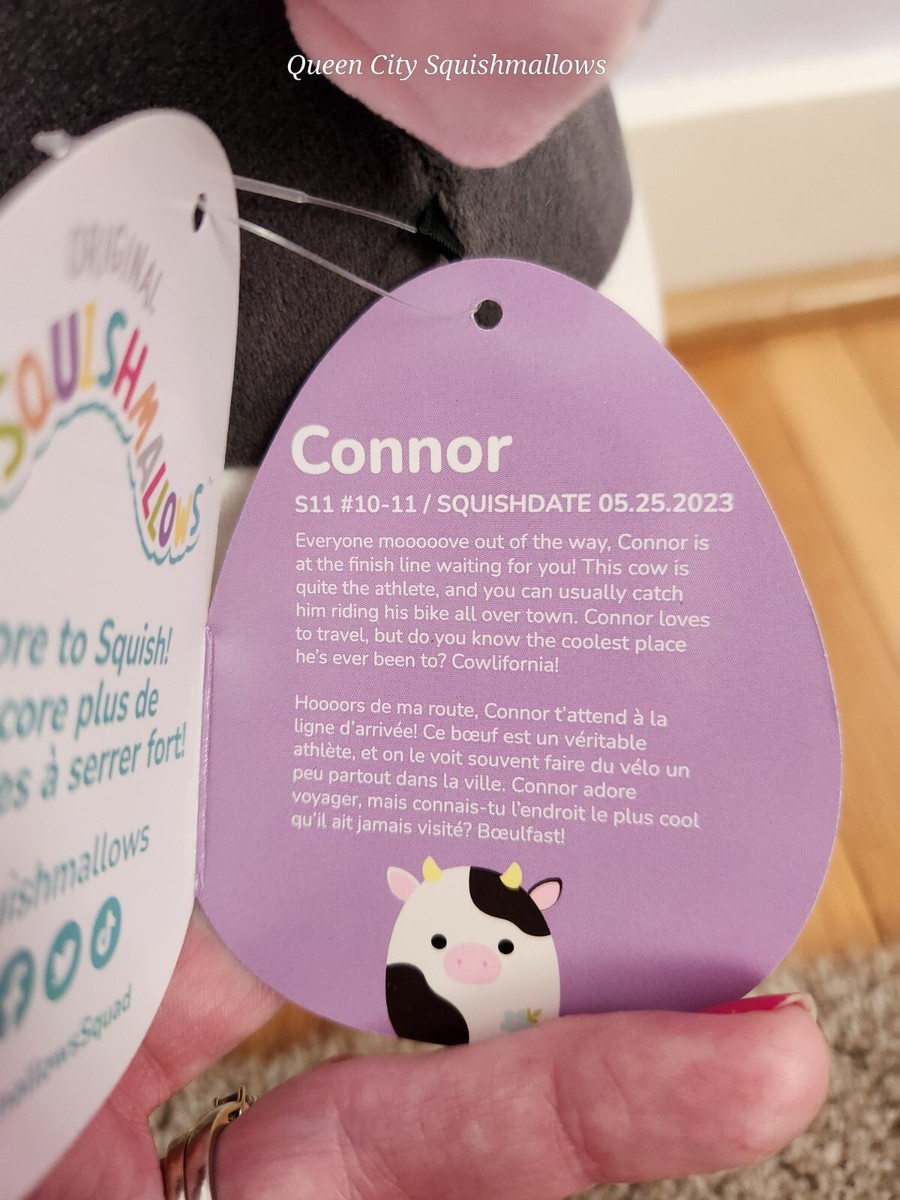 Queen City Squishmallows
ORIGINAL
SQUISHMALLOWS
to Squish!
plus de
à serrer fort!
Connor
S11 #10-11 / SQUISHDATE 05.25.2023
Everyone mooooove out of the way, Connor is
at the finish line waiting for you! This cow is
quite the athlete, and you can usually catch
him riding his bike all over town. Connor loves
to travel, but do you know the coolest place
he's ever been to? Cowlifornia!
Hoooors de ma route, Connor t'attend à la
ligne d'arrivée! Ce bœuf est un véritable
athlète, et on le voit souvent faire du vélo un
peu partout dans la ville. Connor adore
voyager, mais connais-tu l'endroit le plus cool
qu'il ait jamais visité? Bœulfast!